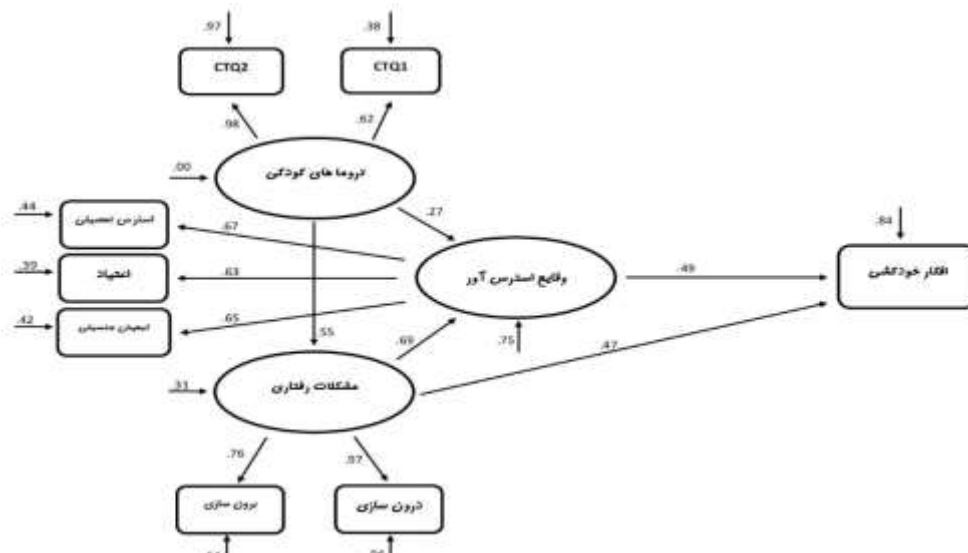 .97
.38
CTQ2
CTQ1
.98
.62
.00
تروما های کودکی
.44
استرس تحصیلی
.67
.27
.84
.39
اعتیاد
.63
وقایع استرس آور
.49
افکار خودکشی
.42
.65
.55
.69
.75
.47
.31
مشکلات رفتاری
.76
.97
برون سازی
درون سازی